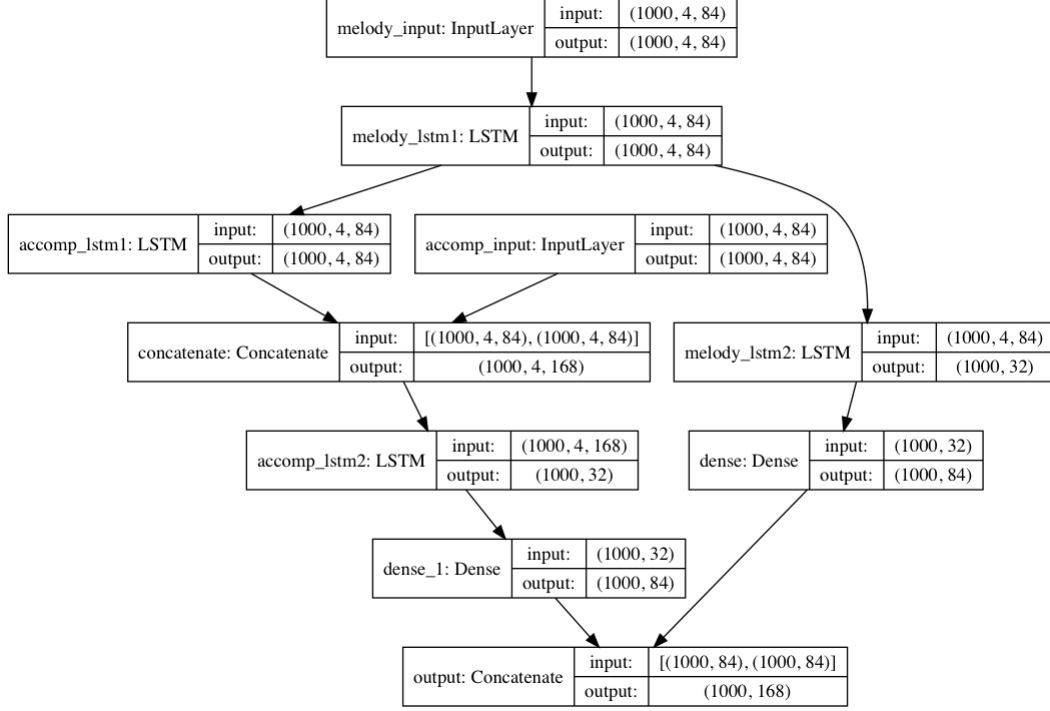 melody_input: InputLayer
input: (1000, 4, 84)
output: (1000, 4, 84)
melody_lstm1: LSTM
input: (1000, 4, 84)
output: (1000, 4, 84)
accomp_lstm1: LSTM
input: (1000, 4, 84)
output: (1000, 4, 84)
accomp_input: InputLayer
input: (1000, 4, 84)
output: (1000, 4, 84)
concatenate: Concatenate
input: [(1000, 4, 84), (1000, 4, 84)]
output: (1000, 4, 168)
melody_lstm2: LSTM
input: (1000, 4, 84)
output: (1000, 32)
accomp_lstm2: LSTM
input: (1000, 4, 168)
output: (1000, 32)
dense: Dense
input: (1000, 32)
output: (1000, 84)
dense_1: Dense
input: (1000, 32)
output: (1000, 84)
output: Concatenate
input: [(1000, 84), (1000, 84)]
output: (1000, 168)